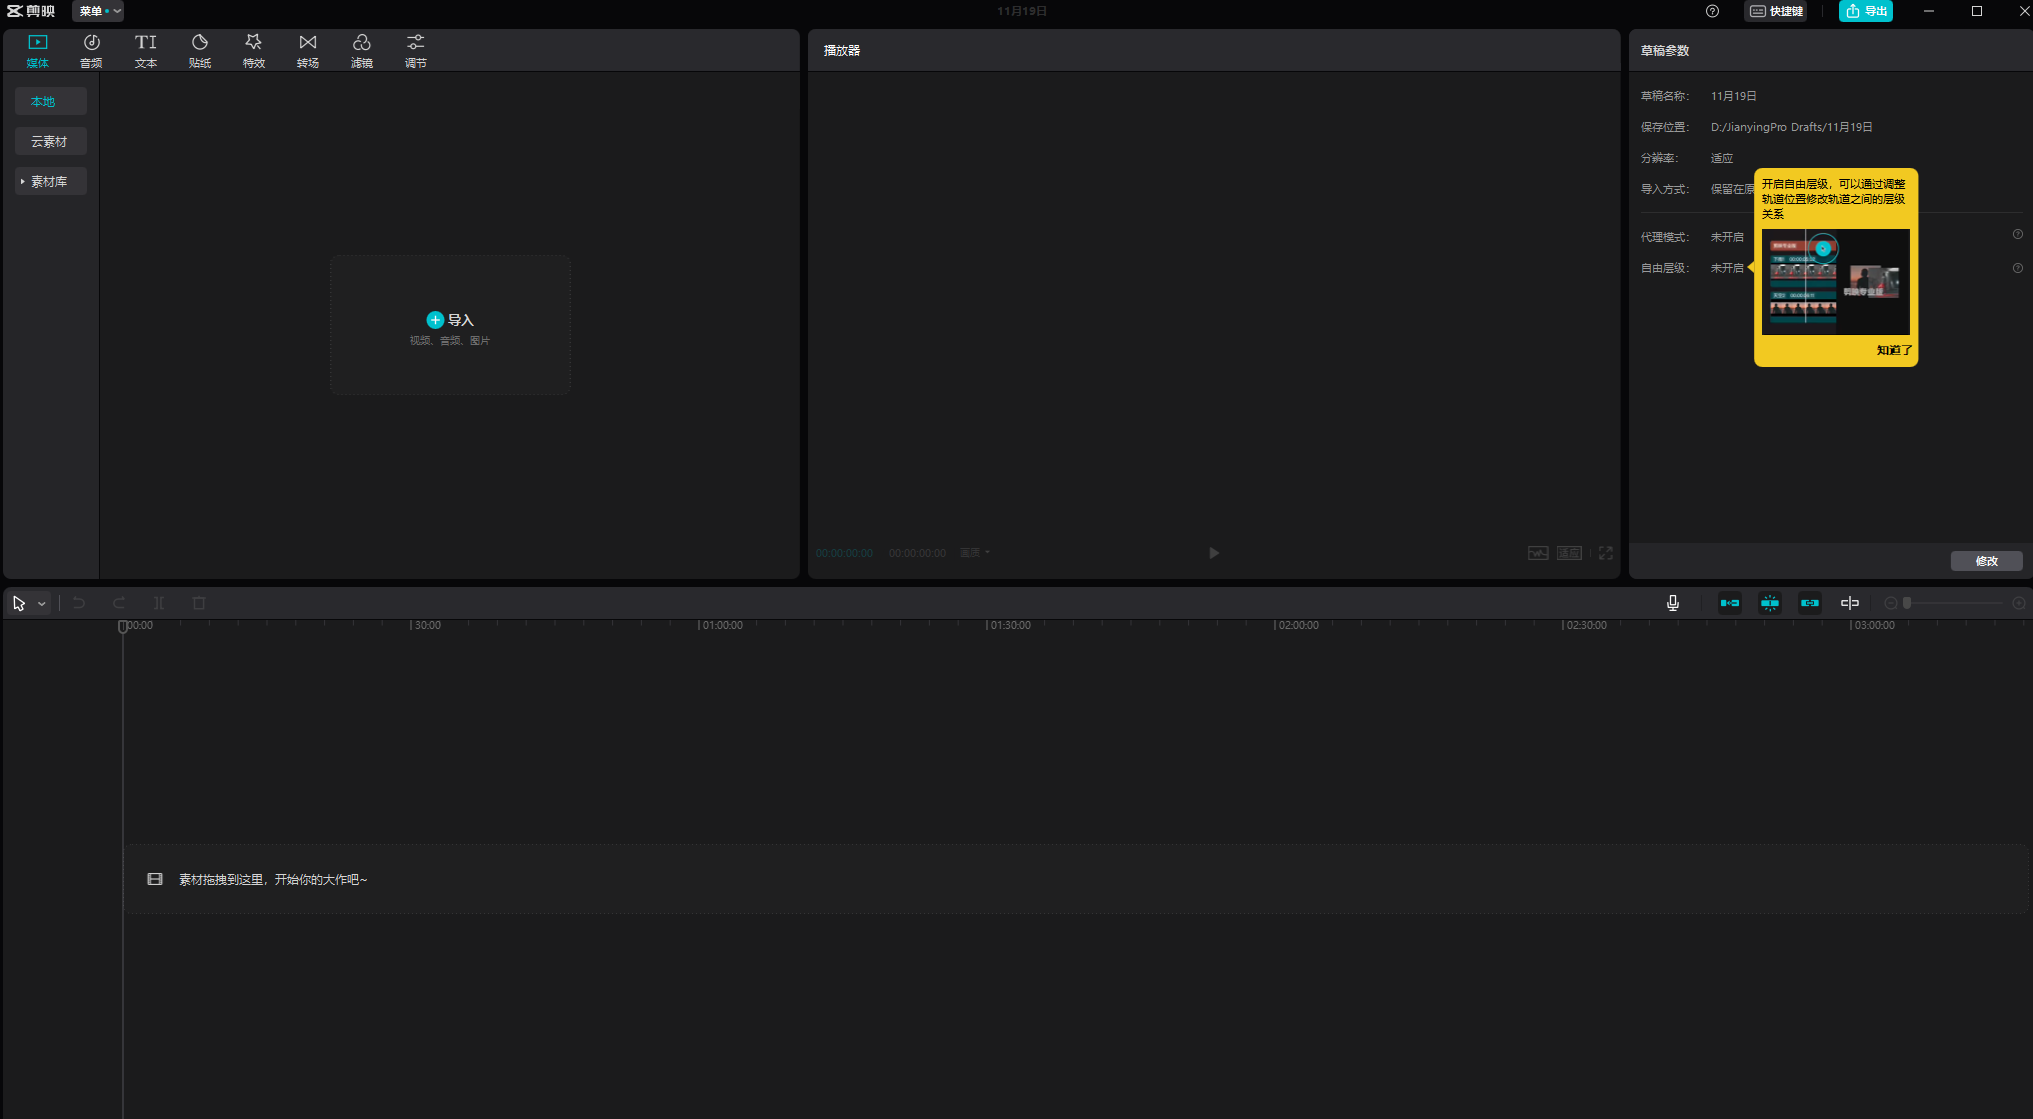 剪映
菜单
11月19日
快捷键
导出
媒体
音频
文本
贴纸
特效
转场
滤镜
调节
本地
云素材
素材库
导入
视频、音频、图片
播放器
00:00:00:00
00:00:00:00
画质
适应
草稿参数
草稿名称：
11月19日
保存位置：
D:/JianyingPro Drafts/11月19日
分辨率：
适应
导入方式：
保留在原
代理模式：
未开启
自由层级：
未开启
开启自由层级，可以通过调整
轨道位置修改轨道之间的层级
关系
剪映专业版
知道了
修改
00:00
30:00
01:00:00
01:30:00
02:00:00
02:30:00
03:00:00
素材拖拽到这里，开始你的大作吧~